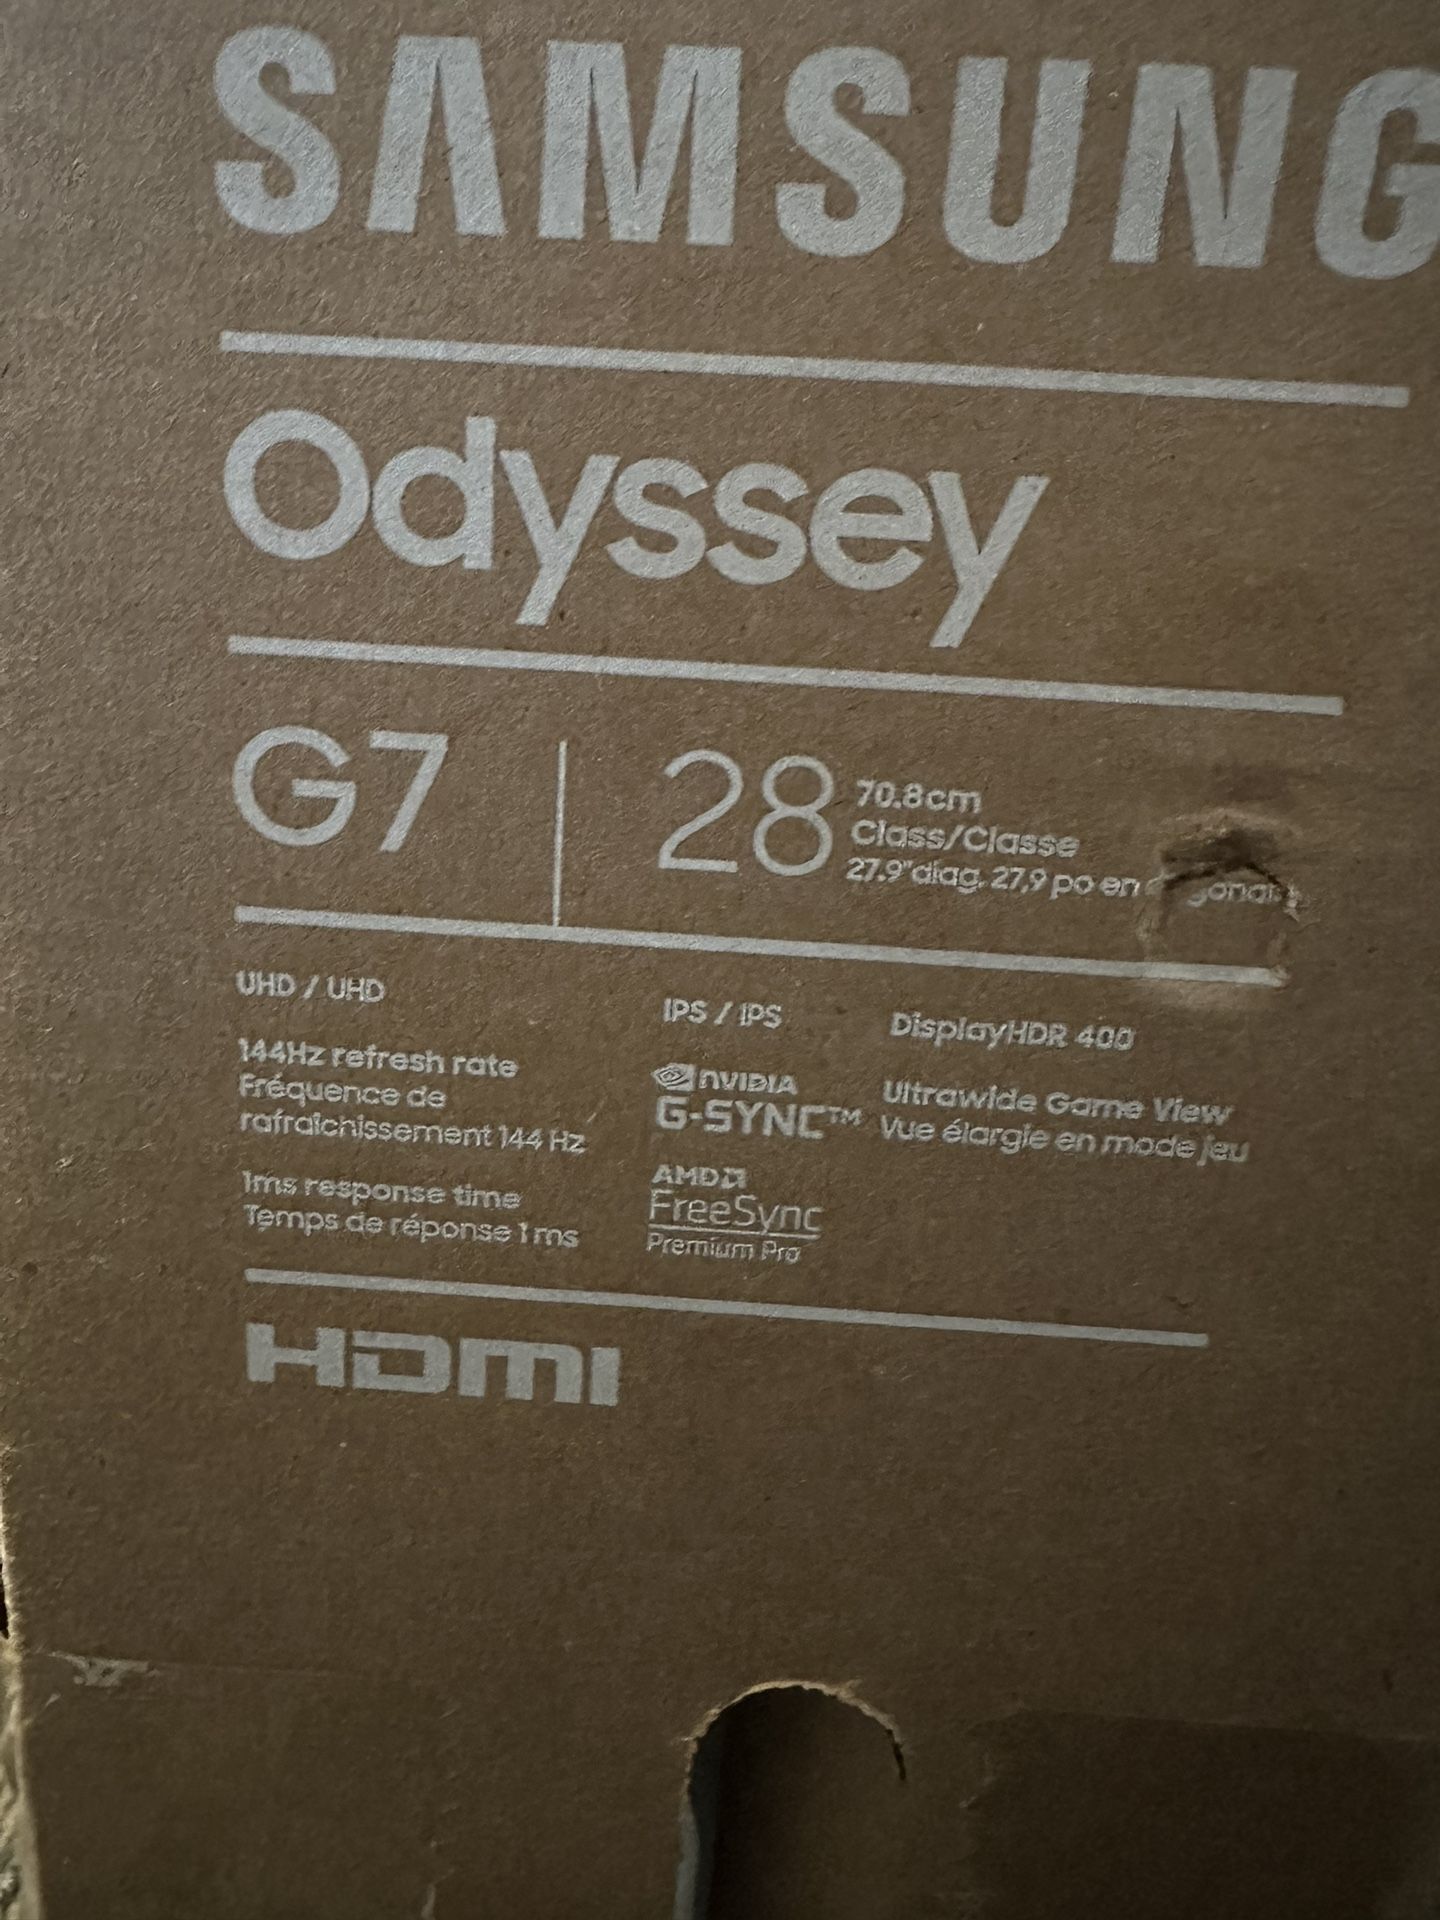 SAMSUNG
Odyssey
G7
28
70.8cm
Class/Classe
27.9"diag. 27,9 po en
UHD / UHD
144Hz refresh rate
Fréquence de
rafraîchissement 144 Hz
1ms response time
Temps de réponse 1 ms
IPS / IPS
NVIDIA
G-SYNC™
AMD
FreeSync
Premium Pro
DisplayHDR 400
Ultrawide Game View
Vue élargie en mode jeu
HDMI